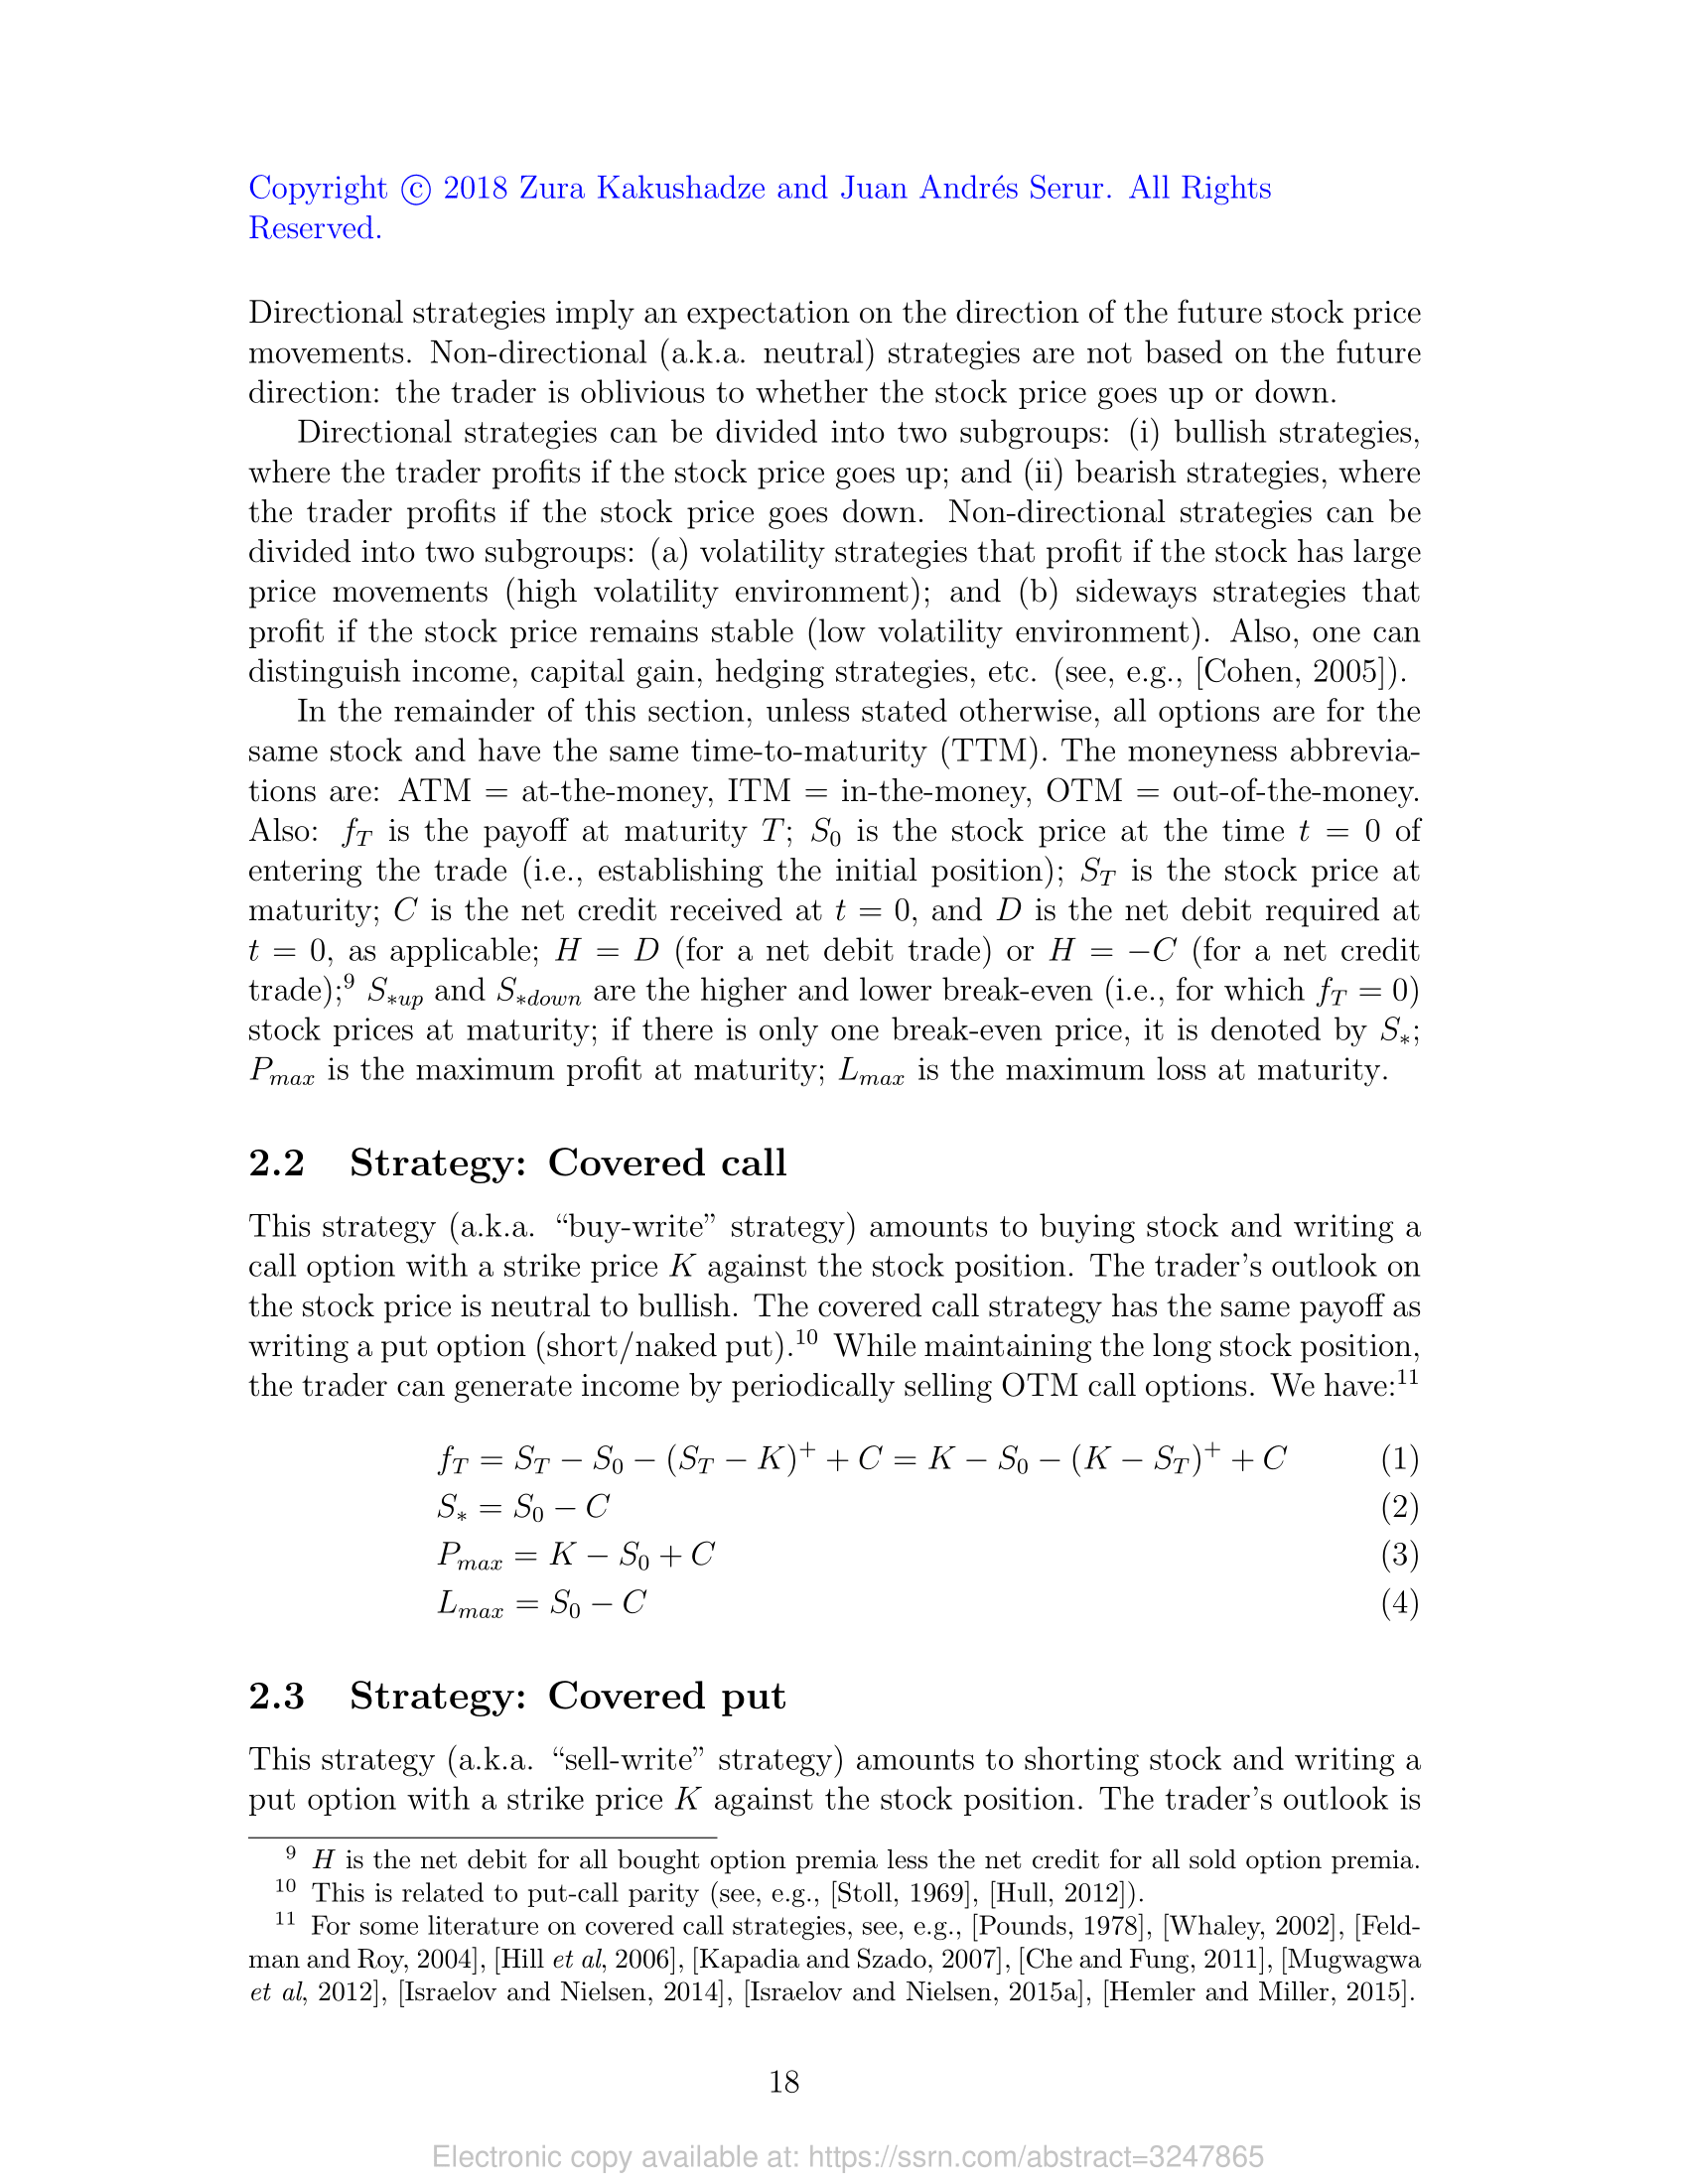 Copyright © 2018 Zura Kakushadze and Juan Andrés Serur. All Rights
Reserved.
Directional strategies imply an expectation on the direction of the future stock price
movements. Non-directional (a.k.a. neutral) strategies are not based on the future
direction: the trader is oblivious to whether the stock price goes up or down.
Directional strategies can be divided into two subgroups: (i) bullish strategies,
where the trader profits if the stock price goes up; and (ii) bearish strategies, where
the trader profits if the stock price goes down. Non-directional strategies can be
divided into two subgroups: (a) volatility strategies that profit if the stock has large
price movements (high volatility environment); and (b) sideways strategies that
profit if the stock price remains stable (low volatility environment). Also, one can
distinguish income, capital gain, hedging strategies, etc. (see, e.g., [Cohen, 2005]).
In the remainder of this section, unless stated otherwise, all options are for the
same stock and have the same time-to-maturity (TTM). The moneyness abbrevia-
tions are: ATM = at-the-money, ITM = in-the-money, OTM = out-of-the-money.
Also: f_T is the payoff at maturity T; S_0 is the stock price at the time t = 0 of
entering the trade (i.e., establishing the initial position); S_T is the stock price at
maturity; C is the net credit received at t = 0, and D is the net debit required at
t = 0, as applicable; H = D (for a net debit trade) or H = −C (for a net credit
trade);⁹ S_{*up} and S_{*down} are the higher and lower break-even (i.e., for which f_T = 0)
stock prices at maturity; if there is only one break-even price, it is denoted by S_*;
P_{max} is the maximum profit at maturity; L_{max} is the maximum loss at maturity.
2.2 Strategy: Covered call
This strategy (a.k.a. “buy-write” strategy) amounts to buying stock and writing a
call option with a strike price K against the stock position. The trader’s outlook on
the stock price is neutral to bullish. The covered call strategy has the same payoff as
writing a put option (short/naked put).¹⁰ While maintaining the long stock position,
the trader can generate income by periodically selling OTM call options. We have:¹¹
f_T = S_T − S_0 − (S_T − K)^+ + C = K − S_0 − (K − S_T)^+ + C (1)
S_* = S_0 − C (2)
P_{max} = K − S_0 + C (3)
L_{max} = S_0 − C (4)
2.3 Strategy: Covered put
This strategy (a.k.a. “sell-write” strategy) amounts to shorting stock and writing a
put option with a strike price K against the stock position. The trader’s outlook is
⁹ H is the net debit for all bought option premia less the net credit for all sold option premia.
¹⁰ This is related to put-call parity (see, e.g., [Stoll, 1969], [Hull, 2012]).
¹¹ For some literature on covered call strategies, see, e.g., [Pounds, 1978], [Whaley, 2002], [Feld-
man and Roy, 2004], [Hill et al, 2006], [Kapadia and Szado, 2007], [Che and Fung, 2011], [Mugwagwa
et al, 2012], [Israelov and Nielsen, 2014], [Israelov and Nielsen, 2015a], [Hemler and Miller, 2015].
18
Electronic copy available at: https://ssrn.com/abstract=3247865